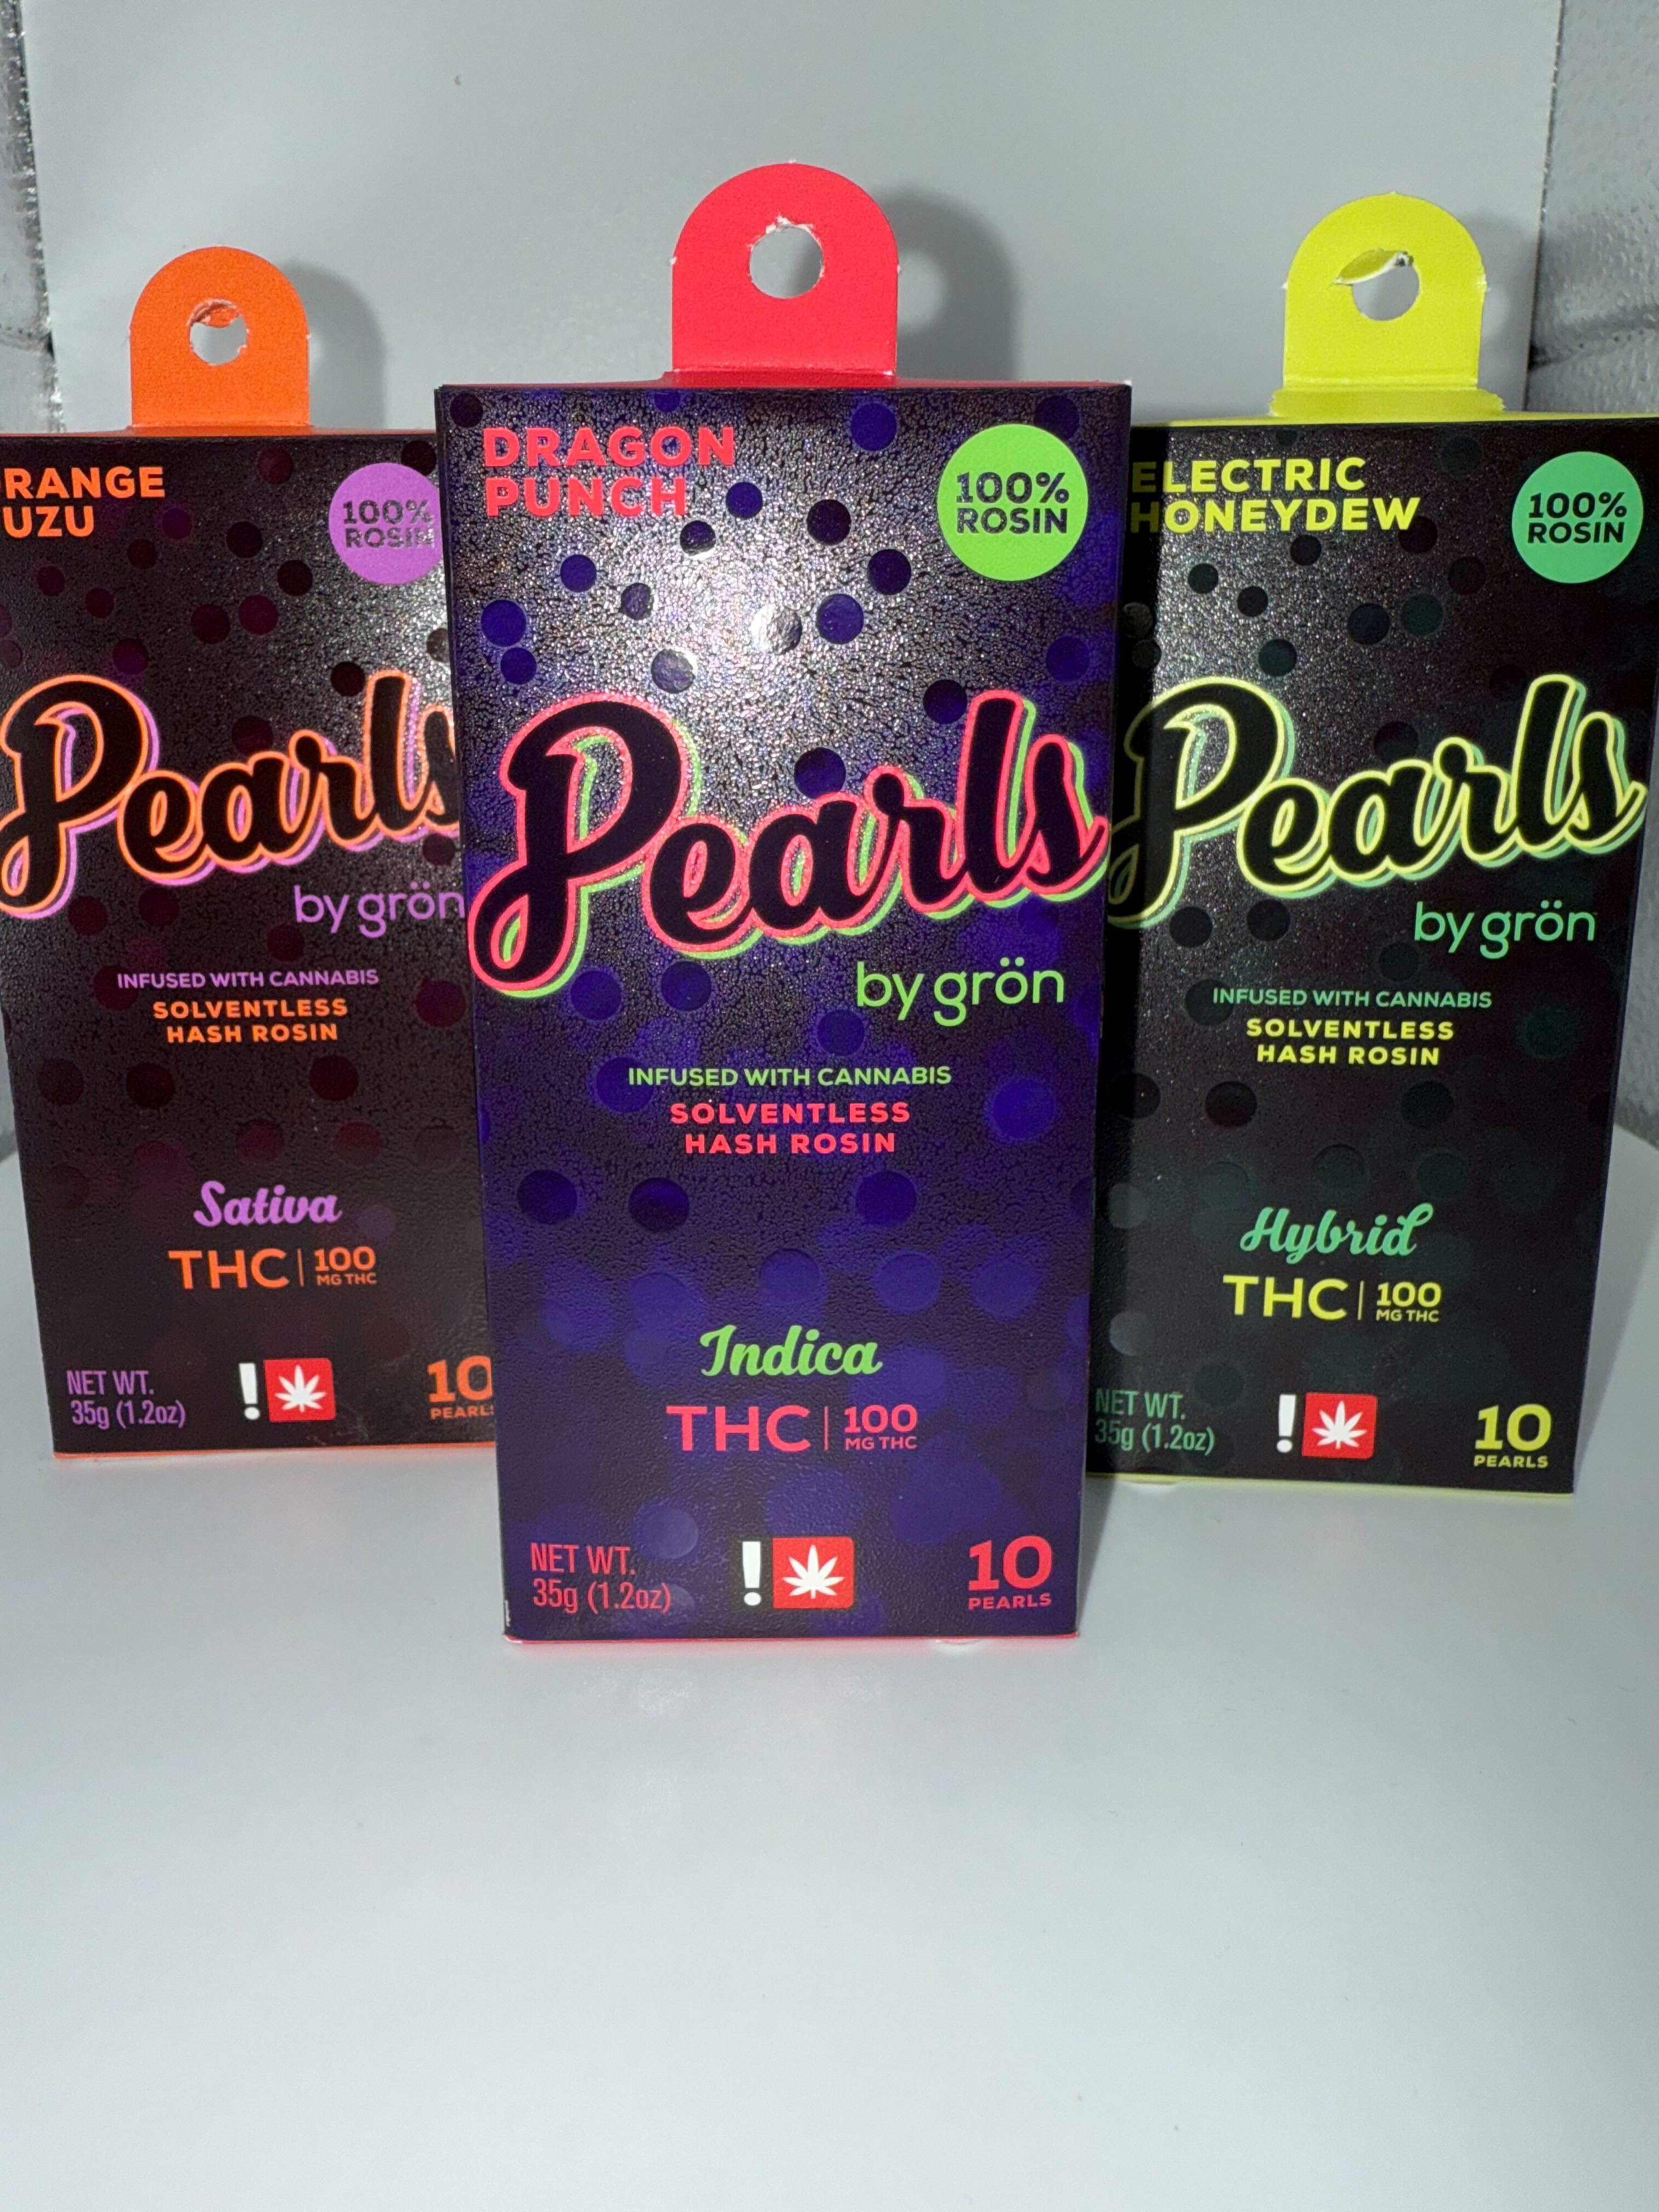 RANGE
UZU
100%
ROSIN
Pearls
by grön
INFUSED WITH CANNABIS
SOLVENTLESS
HASH ROSIN
Sativa
THC | 100
MG THC
NET WT.
35g (1.2oz)
!
10
PEARLS
DRAGON
PUNCH
100%
ROSIN
Pearls
by grön
INFUSED WITH CANNABIS
SOLVENTLESS
HASH ROSIN
Indica
THC | 100
MG THC
NET WT.
35g (1.2oz)
!
10
PEARLS
ELECTRIC
HONEYDEW
100%
ROSIN
Pearls
by grön
INFUSED WITH CANNABIS
SOLVENTLESS
HASH ROSIN
Hybrid
THC | 100
MG THC
NET WT.
35g (1.2oz)
!
10
PEARLS